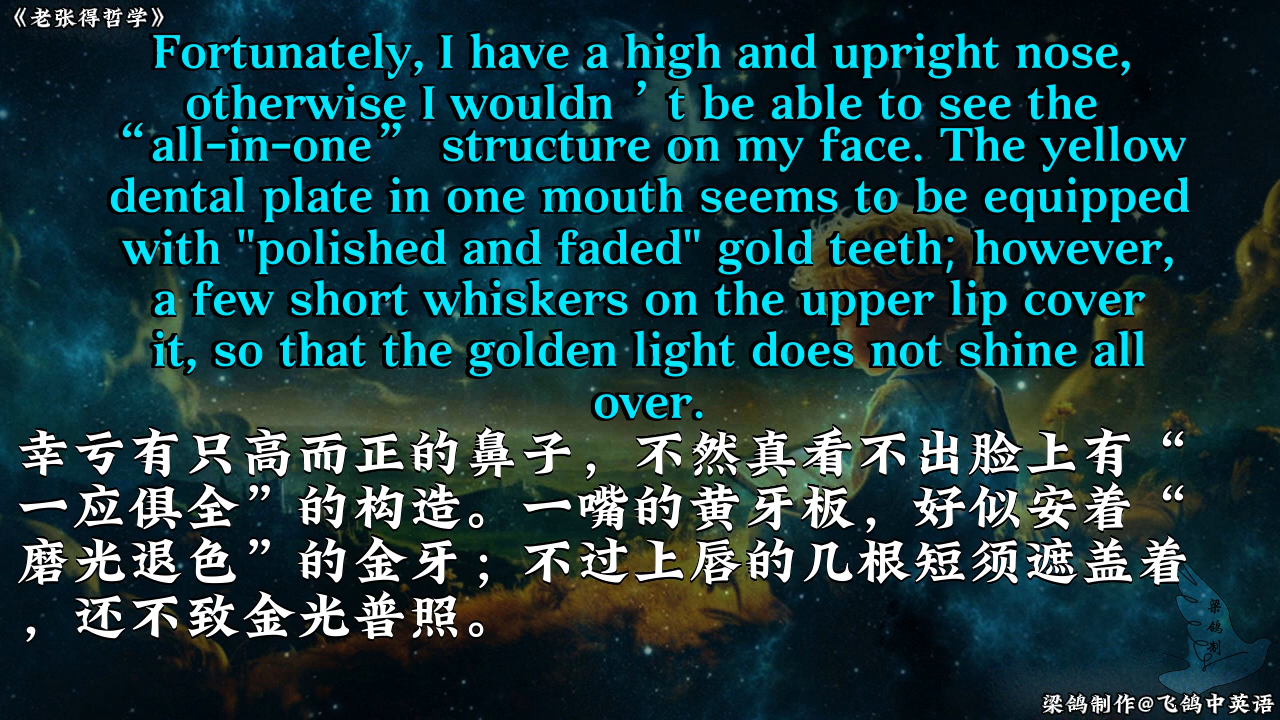 《老张得哲学》
Fortunately, I have a high and upright nose,
otherwise I wouldn ’ t be able to see the
“all-in-one” structure on my face. The yellow
dental plate in one mouth seems to be equipped
with "polished and faded" gold teeth; however,
a few short whiskers on the upper lip cover
it, so that the golden light does not shine all
over.
幸亏有只高而正的鼻子，不然真看不出脸上有“
一应俱全”的构造。一嘴的黄牙板，好似安着“
磨光退色”的金牙；不过上唇的几根短须遮盖着
，还不致金光普照。
梁鸽制
梁鸽制作@飞鸽中英语